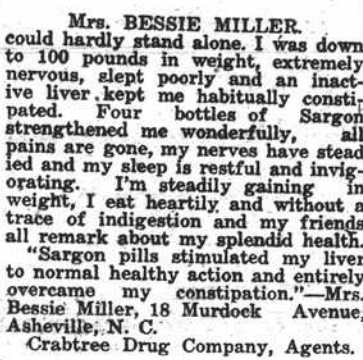 Mrs. BESSIE MILLER.
could hardly stand alone. I was down
to 100 pounds in weight, extremely
nervous, slept poorly and an inact-
ive liver kept me habitually consti-
pated. Four bottles of Sargon
strengthened me wonderfully, all
pains are gone, my nerves have stead
ied and my sleep is restful and invig-
orating. I'm steadily gaining in
weight, I eat heartily and without a
trace of indigestion and my friends
all remark about my splendid health.
"Sargon pills stimulated my liver
to normal healthy action and entirely
overcame my constipation."—Mrs.
Bessie Miller, 18 Murdock Avenue,
Asheville, N. C.
Crabtree Drug Company, Agents.